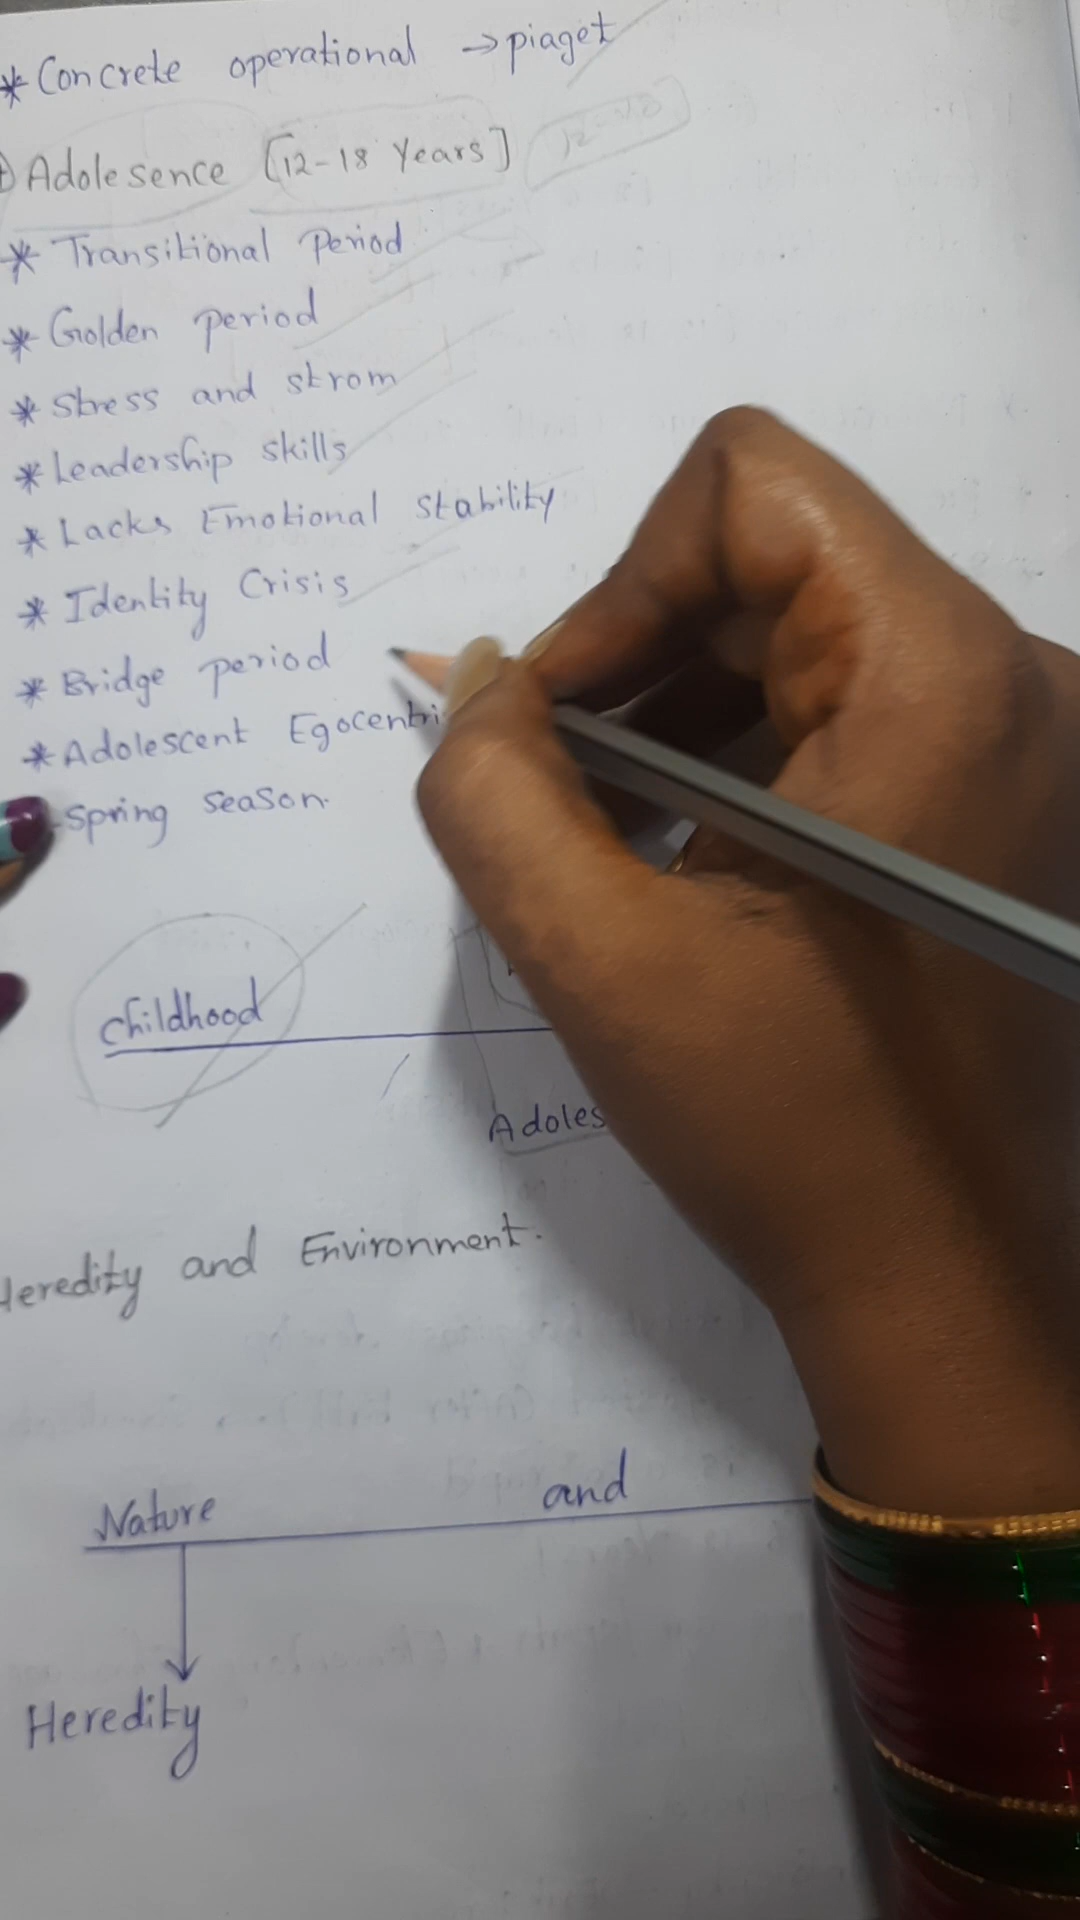 * Concrete operational → piaget
Adolesence [12-18 Years]
* Transitional Period
* Golden period
* Stress and strom
* Leadership skills
* Lacks Emotional Stability
* Identity Crisis
* Bridge period
* Adolescent Egocentri
Spring season.
Childhood
Adoles
Heredity and Environment.
Nature and
Heredity